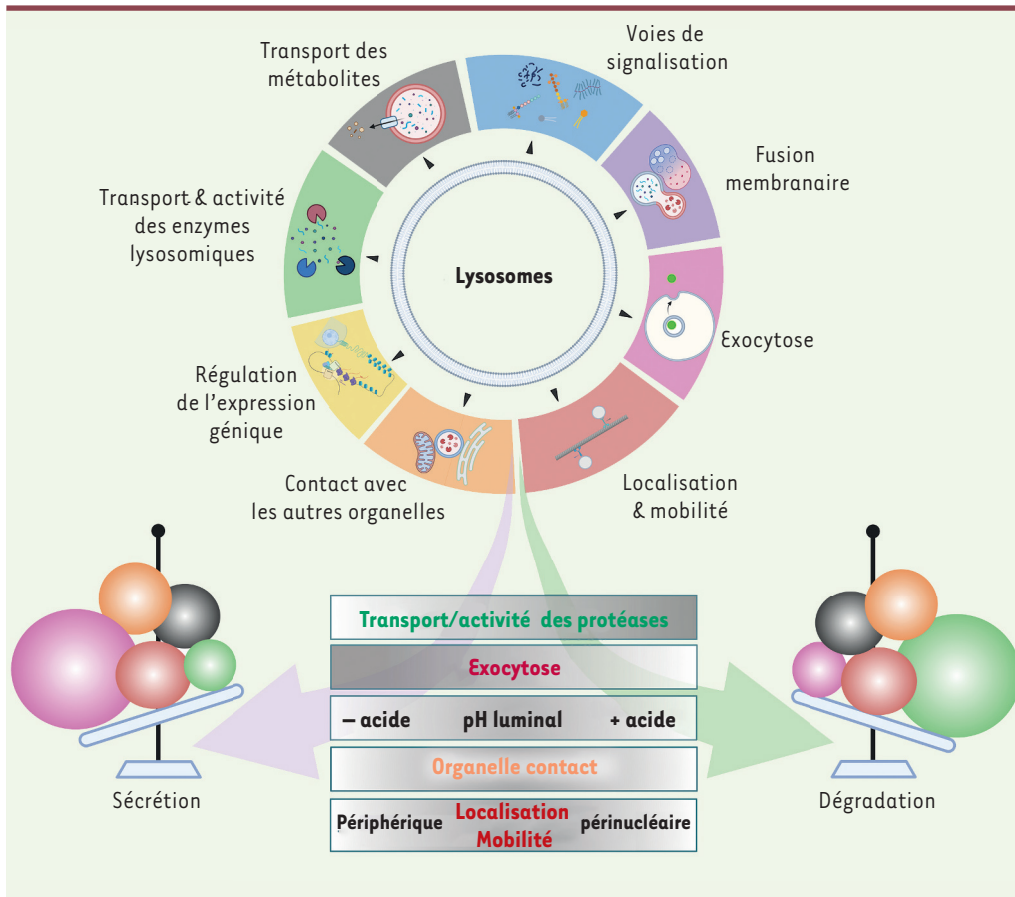 Transport des
métabolites
Voies de
signalisation
Fusion
membranaire
Transport & activité
des enzymes
lysosomiques
Lysosomes
Exocytose
Régulation
de l'expression
génique
Contact avec
les autres organelles
Localisation
& mobilité
Transport/activité des protéases
Exocytose
– acide pH luminal + acide
Organelle contact
Périphérique Localisation périnucléaire
Mobilité
Sécrétion
Dégradation